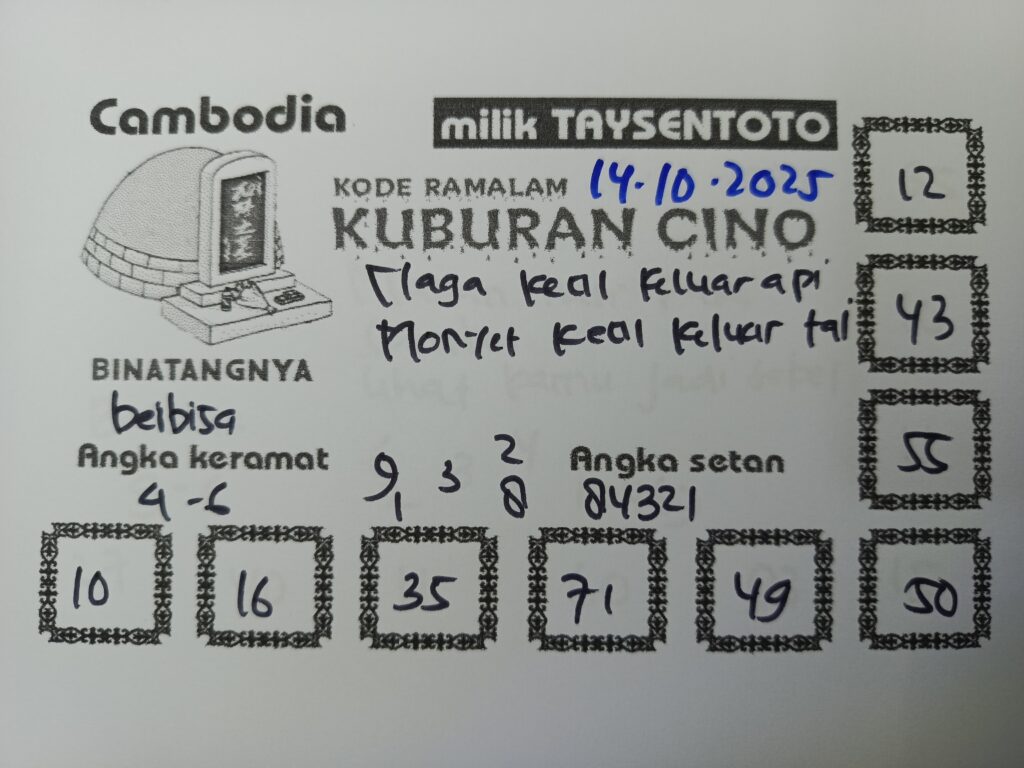 Cambodia
milik TAYSENTOTO
KODE RAMALAM 14.10.2025
KUBURAN CINO
Naga kecil keluar api
Monyet kecil keluar tai
BINATANGNYA
berbisa
Angka keramat
4-6
9 3 2
1 8
Angka setan
84321
12
43
55
10 16 35 71 49 50